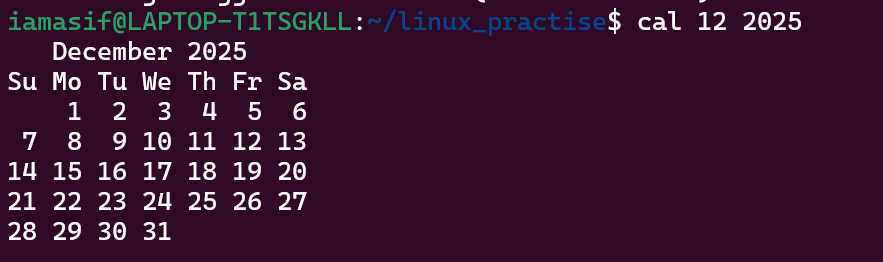 iamasif@LAPTOP-T1TSGKLL:~/linux_practise$ cal 12 2025
   December 2025
Su Mo Tu We Th Fr Sa
    1  2  3  4  5  6
 7  8  9 10 11 12 13
14 15 16 17 18 19 20
21 22 23 24 25 26 27
28 29 30 31